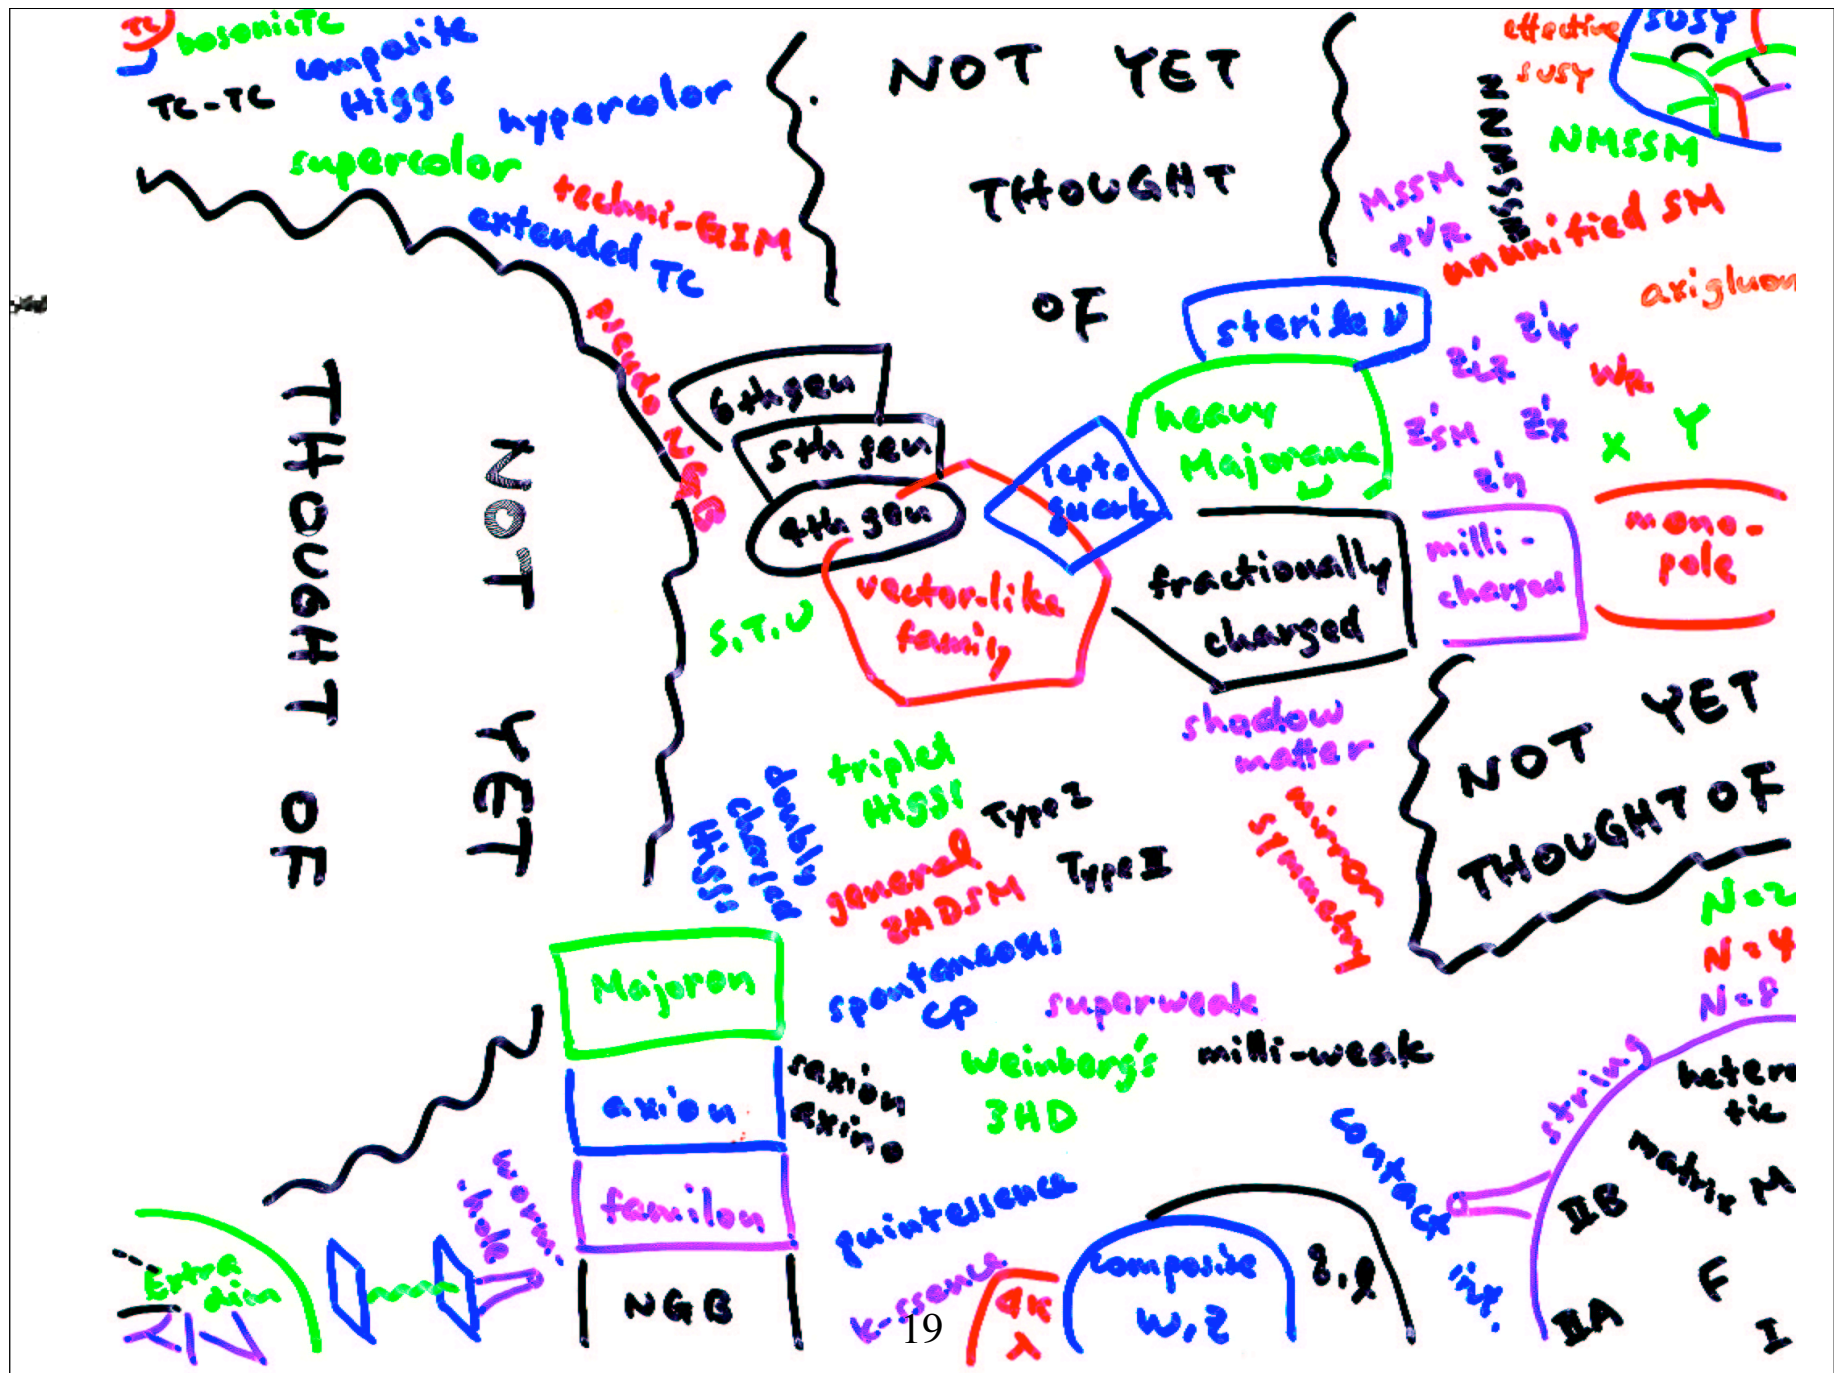 TC
bosonic TC
composite
Higgs
TC-TC
hypercolor
supercolor
techni-GIM
extended
TC
pseudo NGB
NOT YET
THOUGHT
OF
effective
SUSY
SUSY
NMSSM
NNMSSM
MSSM
+νR
ununified SM
axigluon
sterile ν
Z'ψ
Z'χ
WR
heavy
Majorana
ν
Z'SM
Z'X
Z'η
X Y
6th gen
5th gen
4th gen
lepto
quark
NOT YET
THOUGHT OF
S,T,U
vector-like
family
fractionally
charged
milli-
charged
mono-
pole
shadow
matter
mirror
symmetry
NOT YET
THOUGHT OF
triplet
Higgs
doubly
charged
Higgs
Type I
Type II
general
2HDSM
N=2
N=4
N=8
Majoron
spontaneous
CP
superweak
Weinberg's
3HD
milli-weak
axion
saxion
axino
string
hetero
tic
matrix M
contact
int.
worm
hole
familon
quintessence
IIB
Extra
dim
NGB
k-ssence
composite
W,Z
q,l
F
IIA
I
19